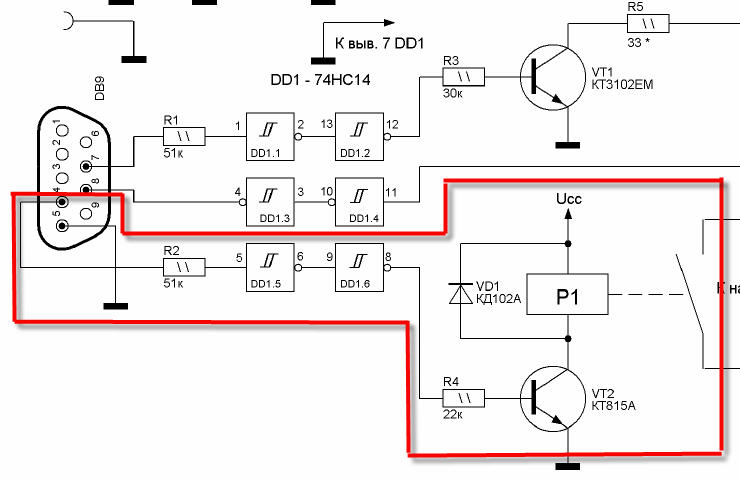 К выв. 7 DD1
DD1 - 74HC14
DB9
1
2
3
4
5
6
7
8
9
R1
51к
1
DD1.1
2
13
DD1.2
12
R3
30к
VT1
КТ3102ЕМ
R5
33 *
4
DD1.3
3
10
DD1.4
11
R2
51к
5
DD1.5
6
9
DD1.6
8
Ucc
VD1
КД102А
P1
К на
R4
22к
VT2
КТ815А